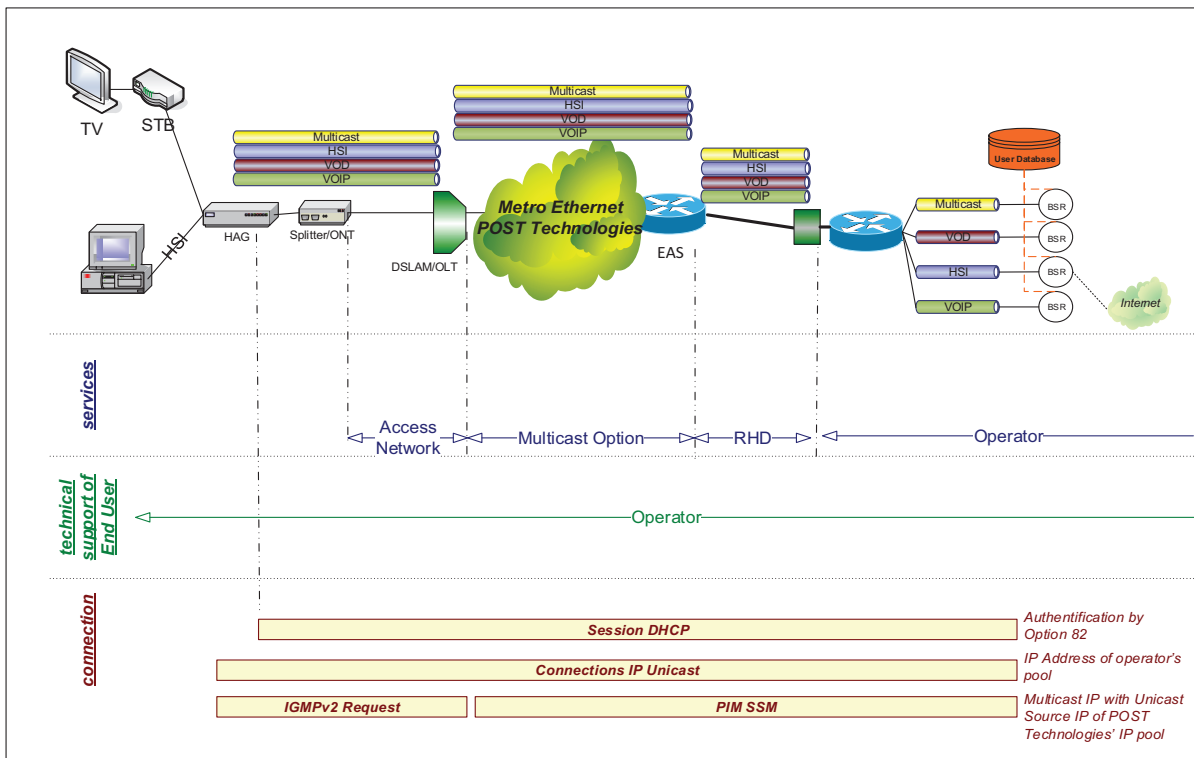 TV
STB
HSI
HAG
Splitter/ONT
Multicast
HSI
VOD
VOIP
DSLAM/OLT
Multicast
HSI
VOD
VOIP
Metro Ethernet
POST Technologies
EAS
Multicast
HSI
VOD
VOIP
User Database
Multicast
BSR
VOD
BSR
HSI
BSR
VOIP
BSR
Internet
services
Access
Network
Multicast Option
RHD
Operator
technical
support of
End User
Operator
connection
Session DHCP
Authentification by
Option 82
Connections IP Unicast
IP Address of operator's
pool
IGMPv2 Request
PIM SSM
Multicast IP with Unicast
Source IP of POST
Technologies' IP pool